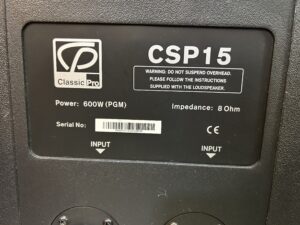 CSP15
Classic Pro
WARNING: DO NOT SUSPEND OVERHEAD.
PLEASE FOLLOW THE INSTRUCTIONS
SUPPLIED WITH THE LOUDSPEAKER.
Power: 600W (PGM) Impedance: 8 Ohm
Serial No:
CE
INPUT INPUT